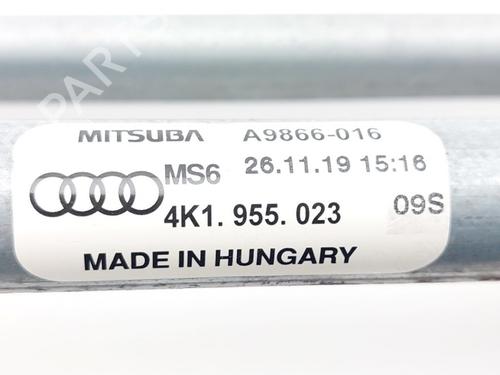 MITSUBA A9866-016
MS6 26.11.19 15:16
4K1. 955. 023 09S
MADE IN HUNGARY